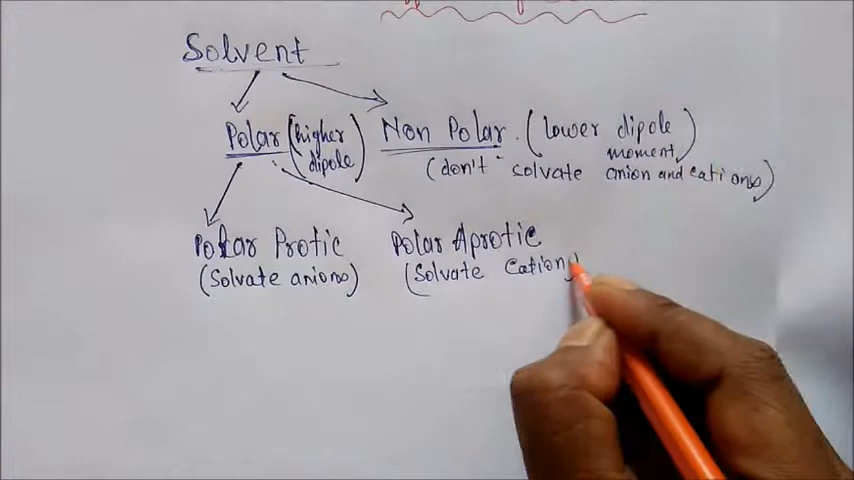 Solvent
Polar (higher dipole)
Non Polar. (lower dipole moment)
(don't solvate anion and cations)
Polar Protic
(Solvate anions)
Polar Aprotic
(Solvate Cation)